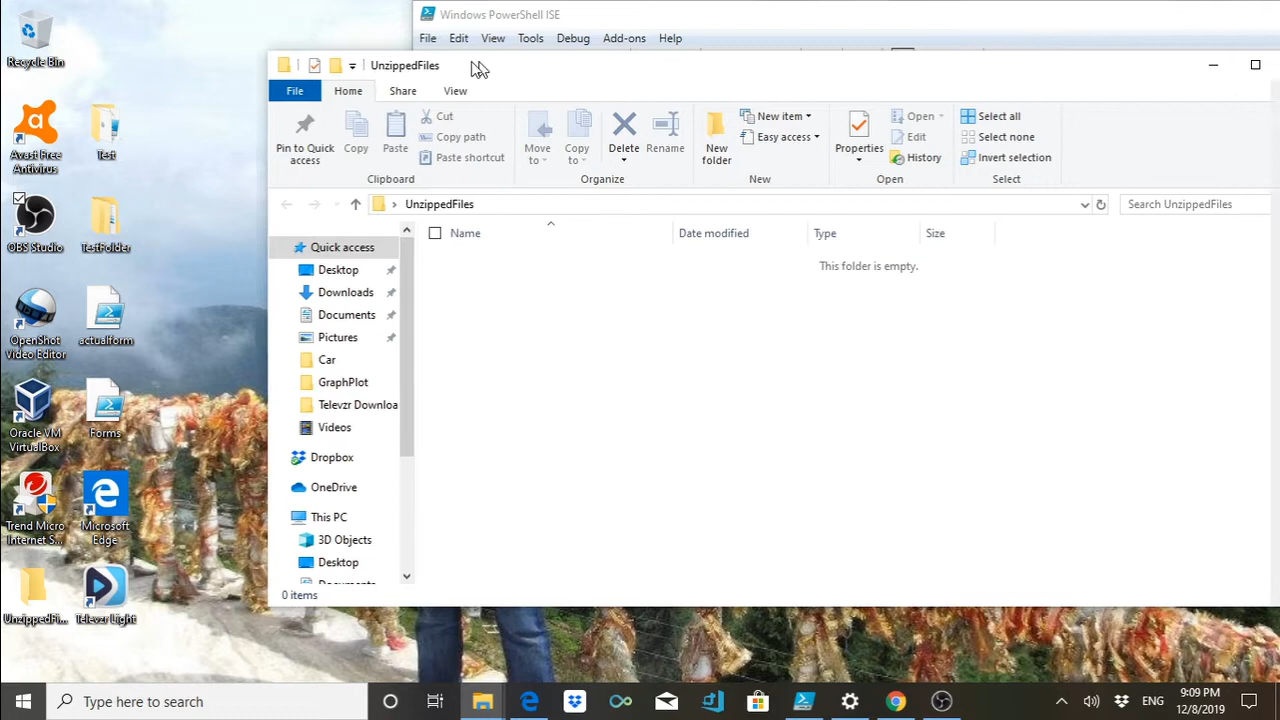 Windows PowerShell ISE
File Edit View Tools Debug Add-ons Help
UnzippedFiles
File Home Share View
Pin to Quick access
Copy
Paste
Cut
Copy path
Paste shortcut
Clipboard
Move to
Copy to
Delete
Rename
Organize
New folder
New item
Easy access
New
Properties
Open
Edit
History
Open
Select all
Select none
Invert selection
Select
UnzippedFiles
Search UnzippedFiles
Name Date modified Type Size
This folder is empty.
Quick access
Desktop
Downloads
Documents
Pictures
Car
GraphPlot
Televzr Downloa
Videos
Dropbox
OneDrive
This PC
3D Objects
Desktop
Documents
0 items
Recycle Bin
Avast Free
Antivirus
Test
OBS Studio
TestFolder
OpenShot
Video Editor
actualform
Oracle VM
VirtualBox
Forms
Trend Micro
Internet S...
Microsoft
Edge
UnzippedFi...
Televzr Light
Type here to search
ENG
9:09 PM
12/8/2019